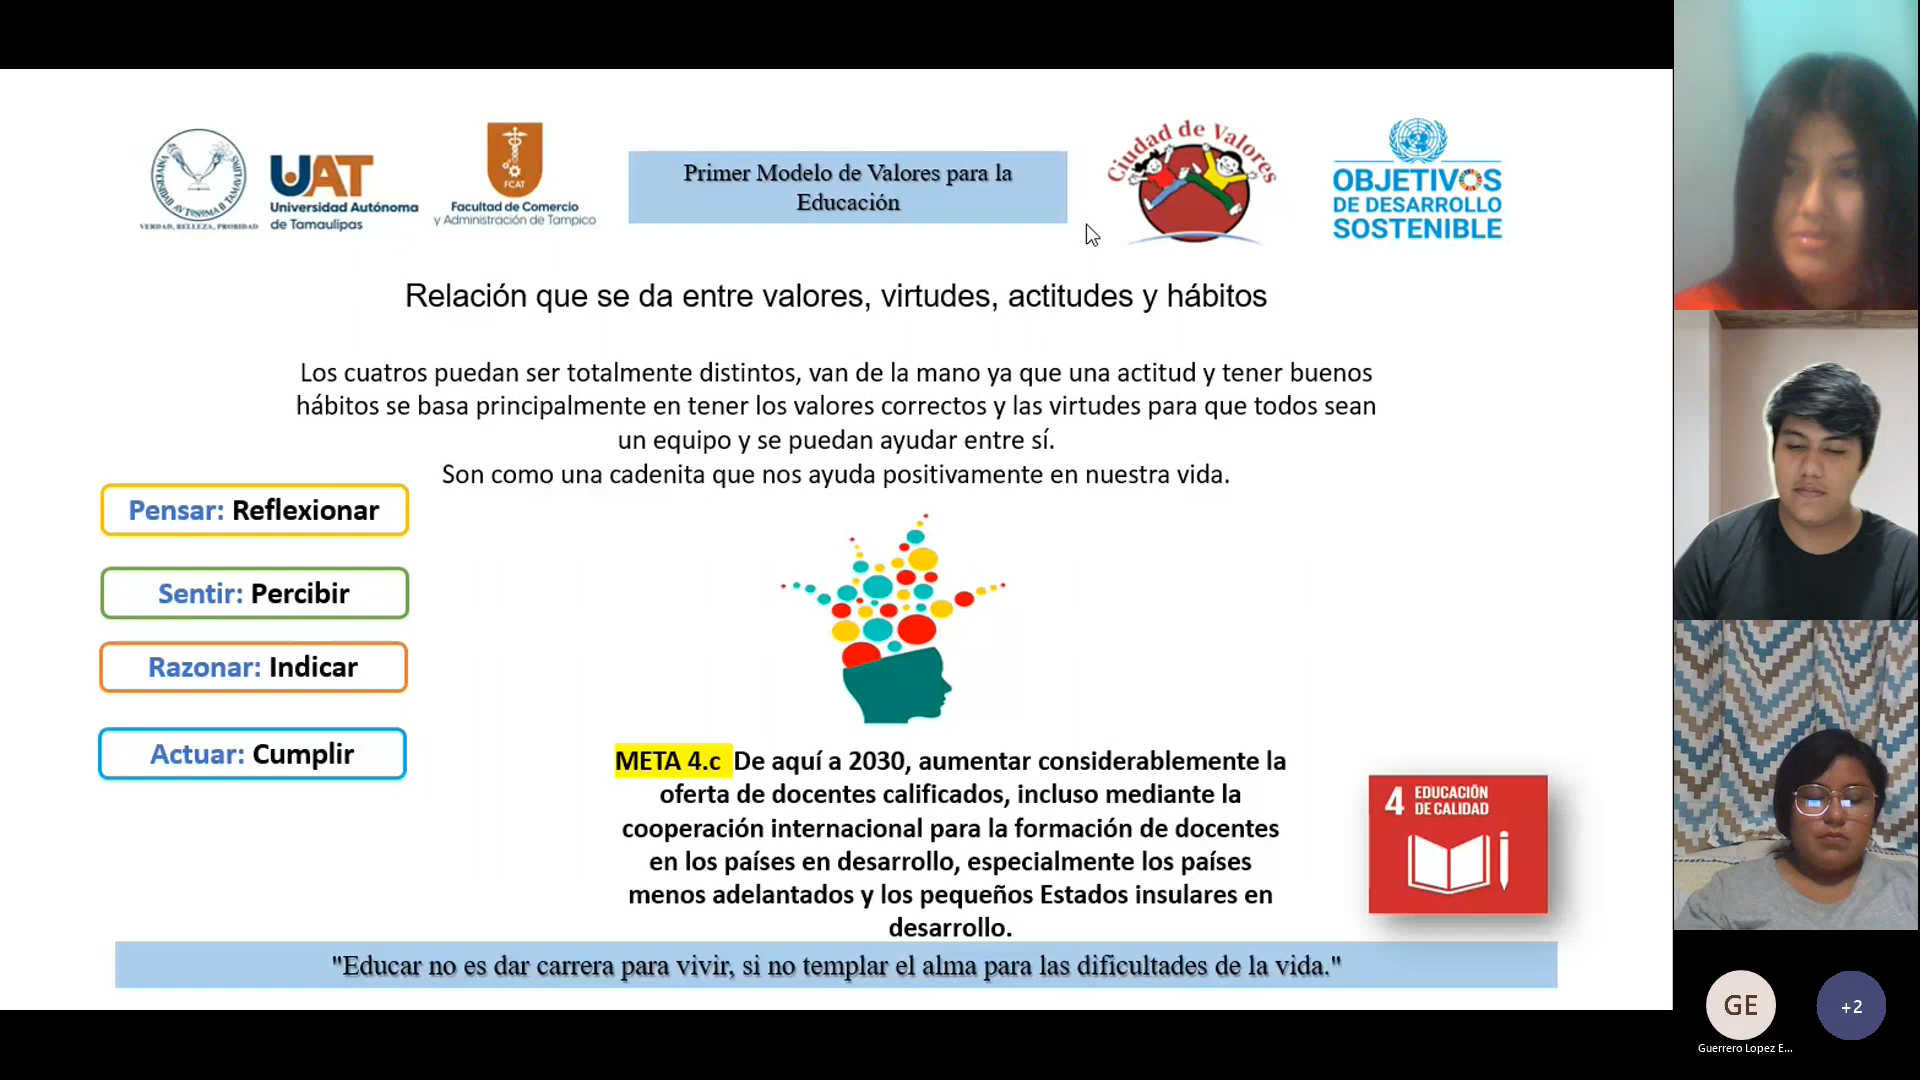 UNIVERSIDAD AUTONOMA DE TAMAULIPAS
VERDAD, BELLEZA, PROBIDAD
UAT
Universidad Autónoma
de Tamaulipas
FCAT
Facultad de Comercio
y Administración de Tampico
Primer Modelo de Valores para la
Educación
Ciudad de Valores
OBJETIVOS
DE DESARROLLO
SOSTENIBLE
Relación que se da entre valores, virtudes, actitudes y hábitos
Los cuatros puedan ser totalmente distintos, van de la mano ya que una actitud y tener buenos
hábitos se basa principalmente en tener los valores correctos y las virtudes para que todos sean
un equipo y se puedan ayudar entre sí.
Son como una cadenita que nos ayuda positivamente en nuestra vida.
Pensar: Reflexionar
Sentir: Percibir
Razonar: Indicar
Actuar: Cumplir
META 4.c De aquí a 2030, aumentar considerablemente la
oferta de docentes calificados, incluso mediante la
cooperación internacional para la formación de docentes
en los países en desarrollo, especialmente los países
menos adelantados y los pequeños Estados insulares en
desarrollo.
4 EDUCACIÓN
DE CALIDAD
"Educar no es dar carrera para vivir, si no templar el alma para las dificultades de la vida."
GE
+2
Guerrero Lopez E...